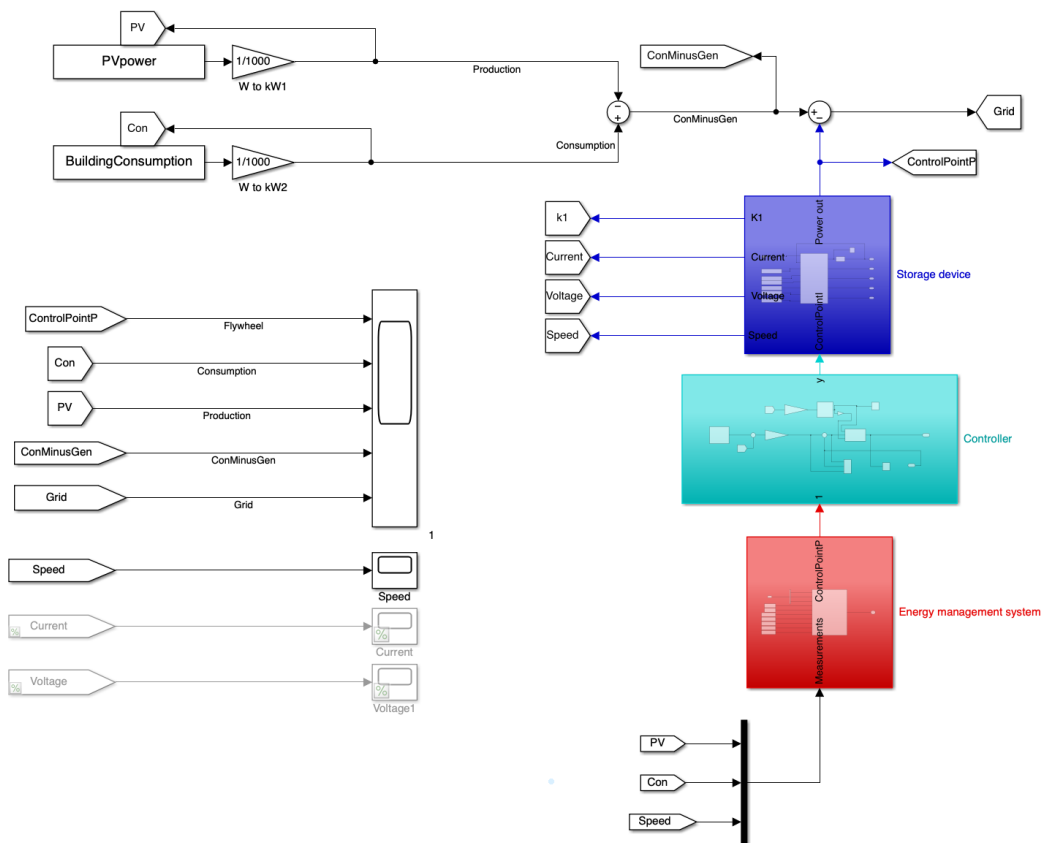 PV
PVpower
1/1000
W to kW1
Production
ConMinusGen
Con
BuildingConsumption
1/1000
W to kW2
Consumption
−
+
ConMinusGen
+
−
Grid
ControlPointP
k1
Current
Voltage
Speed
K1
Current
Voltage
Speed
Power out
ControlPointI
Storage device
y
1
Controller
ControlPointP
Measurements
Energy management system
ControlPointP
Flywheel
Con
Consumption
PV
Production
ConMinusGen
ConMinusGen
Grid
Grid
1
Speed
Speed
%
Current
%
Current
%
Voltage
%
Voltage1
PV
Con
Speed